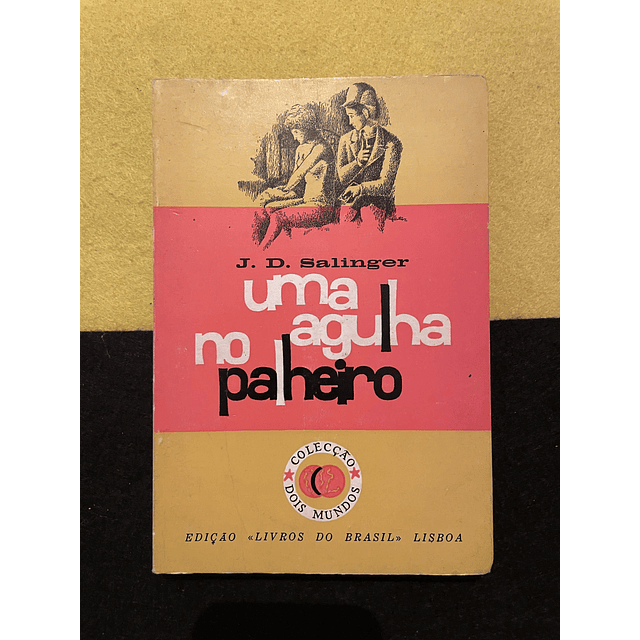 J. D. Salinger
uma
agulha
no
palheiro
COLECÇÃO
DOIS MUNDOS
EDIÇÃO «LIVROS DO BRASIL» LISBOA